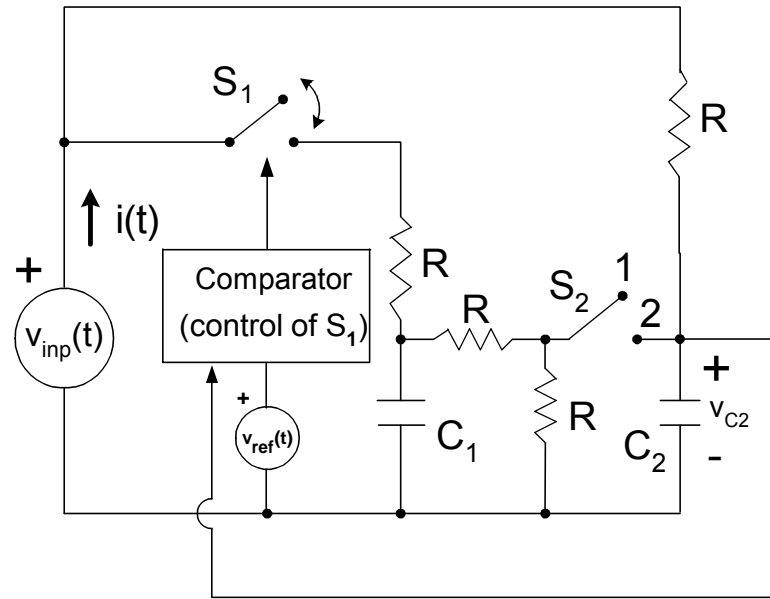 S1
R
i(t)
+
vinp(t)
Comparator
(control of S1)
R
R
S2
1
2
+
vref(t)
C1
R
C2
+
vC2
-